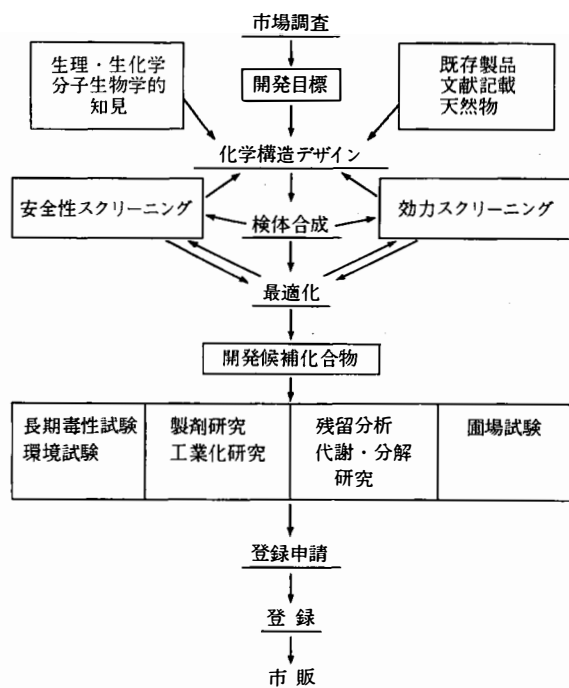 市場調査
生理・生化学
分子生物学的
知見
開発目標
既存製品
文献記載
天然物
化学構造デザイン
安全性スクリーニング
検体合成
効力スクリーニング
最適化
開発候補化合物
長期毒性試験
環境試験
製剤研究
工業化研究
残留分析
代謝・分解
研究
圃場試験
登録申請
登 録
市 販